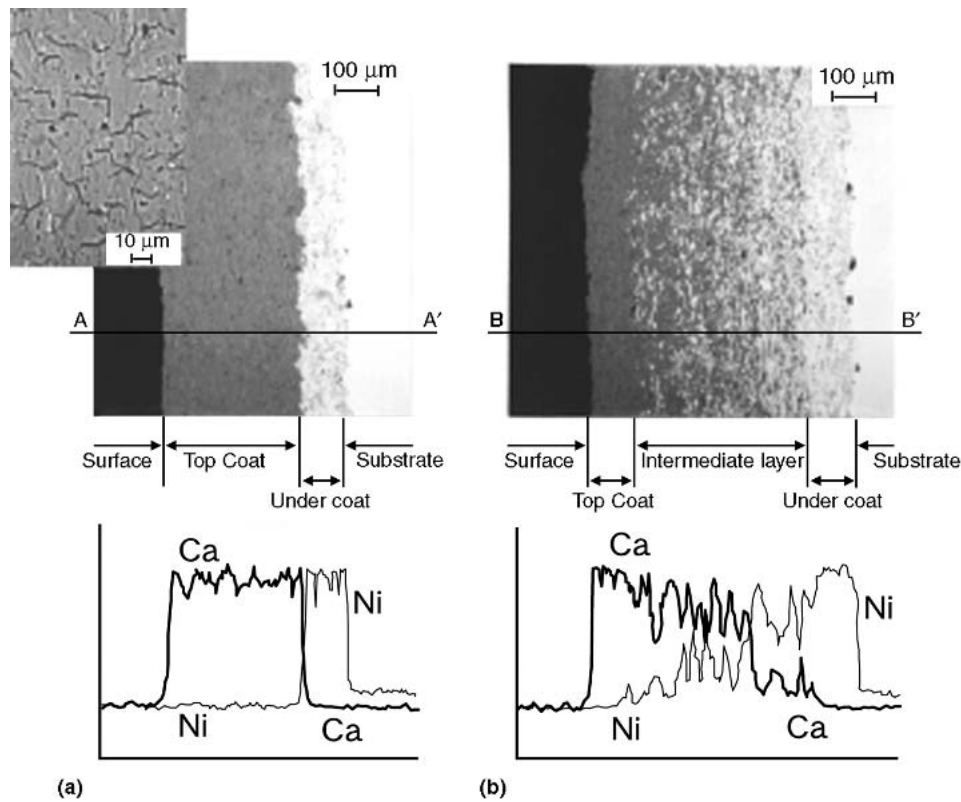 100 μm
10 μm
A A′
Surface Top Coat Substrate
Under coat
Ca
Ni
Ni
Ca
(a)
100 μm
B B′
Surface Intermediate layer Substrate
Top Coat Under coat
Ca
Ni
Ni
Ca
(b)